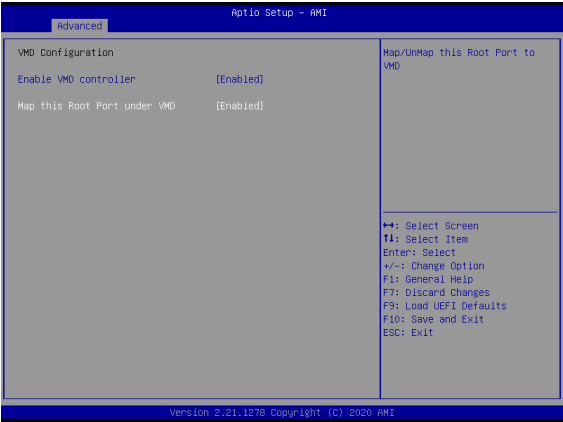 Aptio Setup – AMI
Advanced
VMD Configuration
Enable VMD controller [Enabled]
Map this Root Port under VMD [Enabled]
Map/UnMap this Root Port to
VMD
↔: Select Screen
↑↓: Select Item
Enter: Select
+/-: Change Option
F1: General Help
F7: Discard Changes
F9: Load UEFI Defaults
F10: Save and Exit
ESC: Exit
Version 2.21.1278 Copyright (C) 2020 AMI